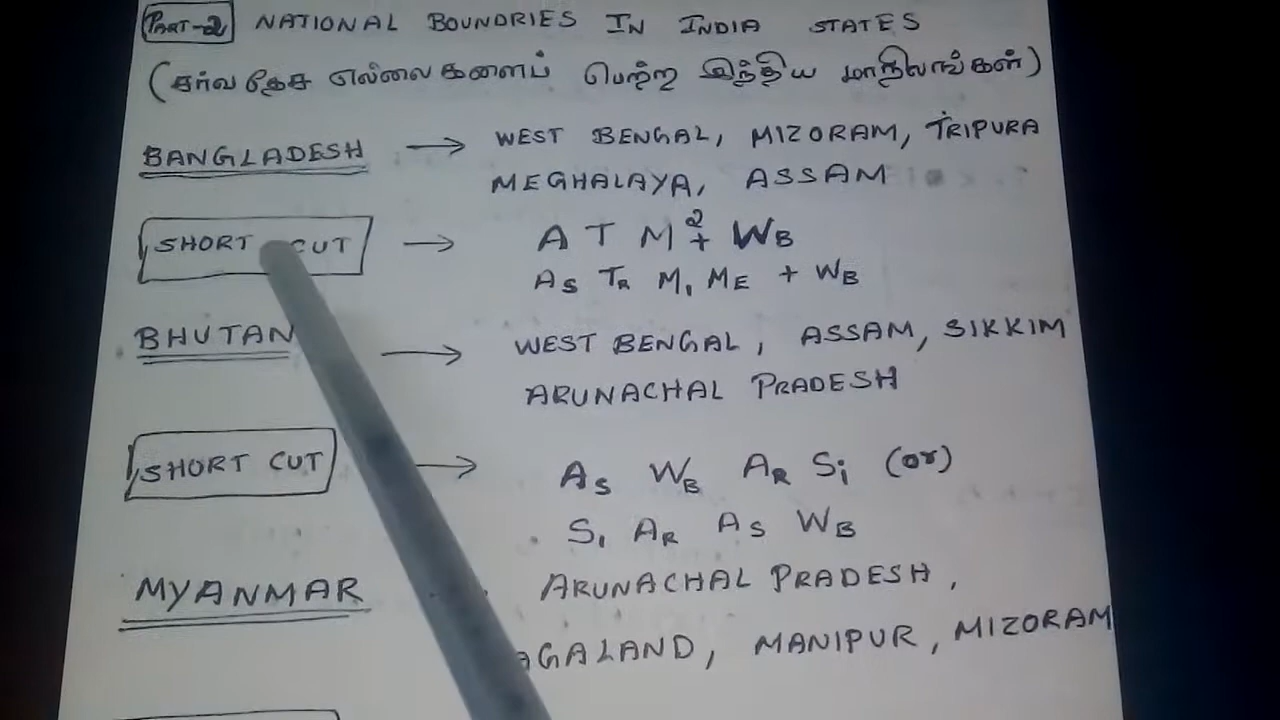 PART-2 NATIONAL BOUNDRIES IN INDIA STATES
(சர்வதேச எல்லைகளைப் பெற்ற இந்திய மாநிலங்கள்)
BANGLADESH → WEST BENGAL, MIZORAM, TRIPURA
MEGHALAYA, ASSAM
SHORT CUT → A T M² + WB
AS TR MI ME + WB
BHUTAN → WEST BENGAL, ASSAM, SIKKIM
ARUNACHAL PRADESH
SHORT CUT → AS WB AR Si (or)
SI AR AS WB
MYANMAR ARUNACHAL PRADESH,
AGALAND, MANIPUR, MIZORAM